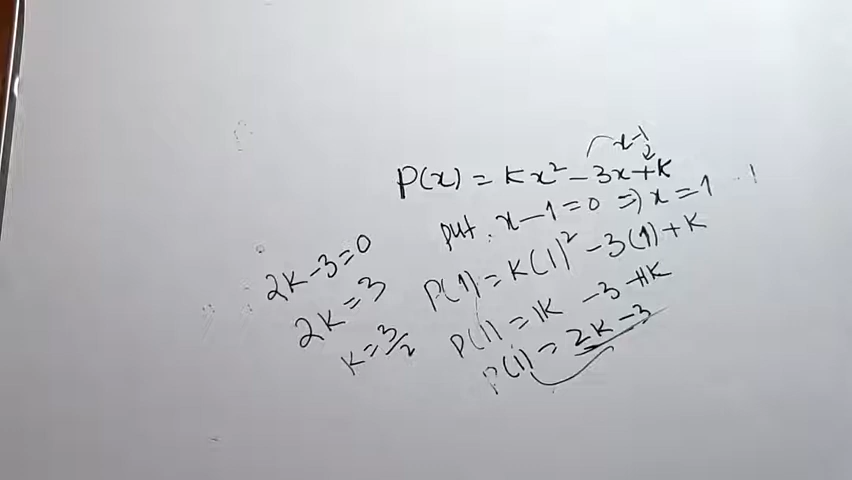 x-1
P(x) = Kx² - 3x + K
put. x - 1 = 0 => x = 1
P(1) = K(1)² - 3(1) + K
P(1) = 1K - 3 + 1K
P(1) = 2K - 3
2K - 3 = 0
2K = 3
K = 3/2